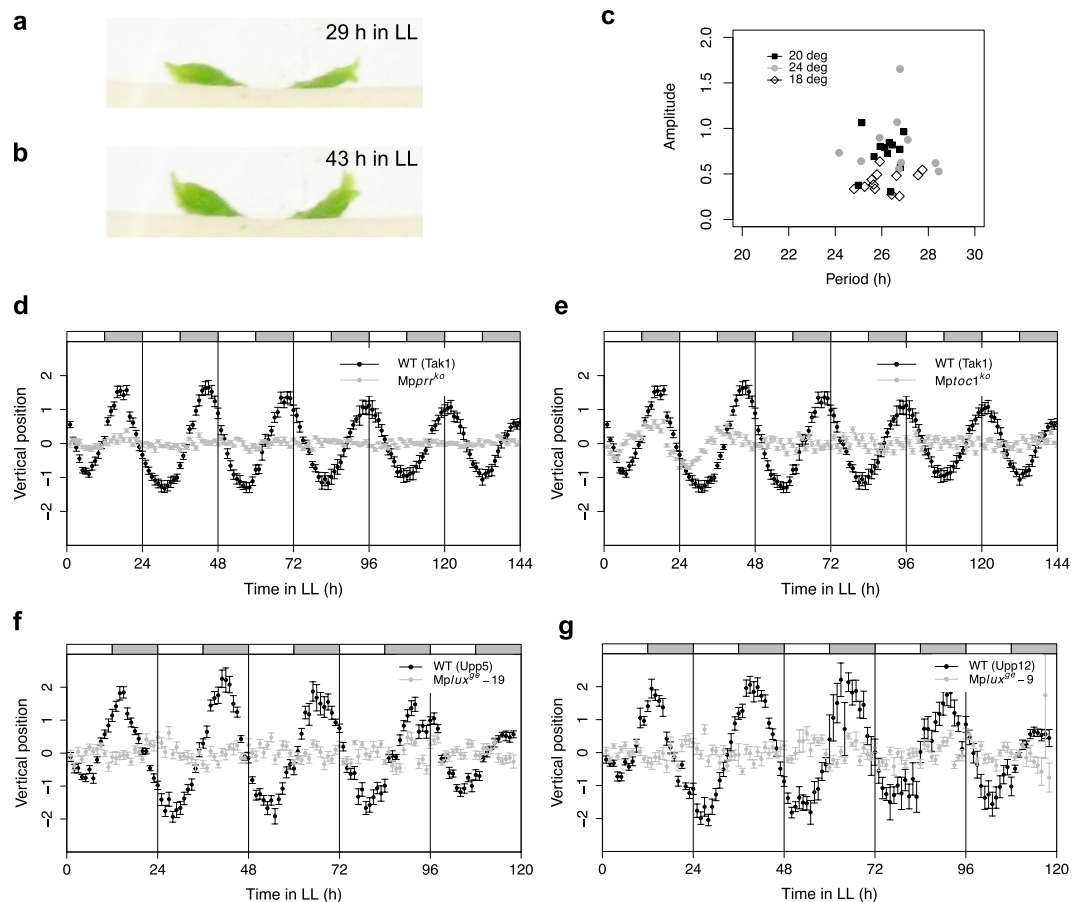 a
29 h in LL
b
43 h in LL
c
2.0
1.5
1.0
0.5
0.0
Amplitude
20 deg
24 deg
18 deg
20 22 24 26 28 30
Period (h)
d
WT (Tak1)
Mpprr^ko
2
1
0
−1
−2
Vertical position
0 24 48 72 96 120 144
Time in LL (h)
e
WT (Tak1)
Mptoc1^ko
2
1
0
−1
−2
Vertical position
0 24 48 72 96 120 144
Time in LL (h)
f
WT (Upp5)
Mplux^ge−19
2
1
0
−1
−2
Vertical position
0 24 48 72 96 120
Time in LL (h)
g
WT (Upp12)
Mplux^ge−9
2
1
0
−1
−2
Vertical position
0 24 48 72 96 120
Time in LL (h)